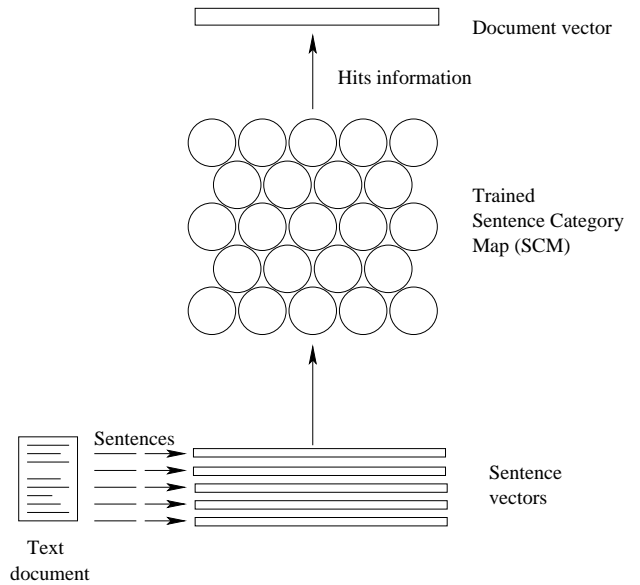 Document vector
Hits information
Trained
Sentence Category
Map (SCM)
Sentences
Sentence
vectors
Text
document